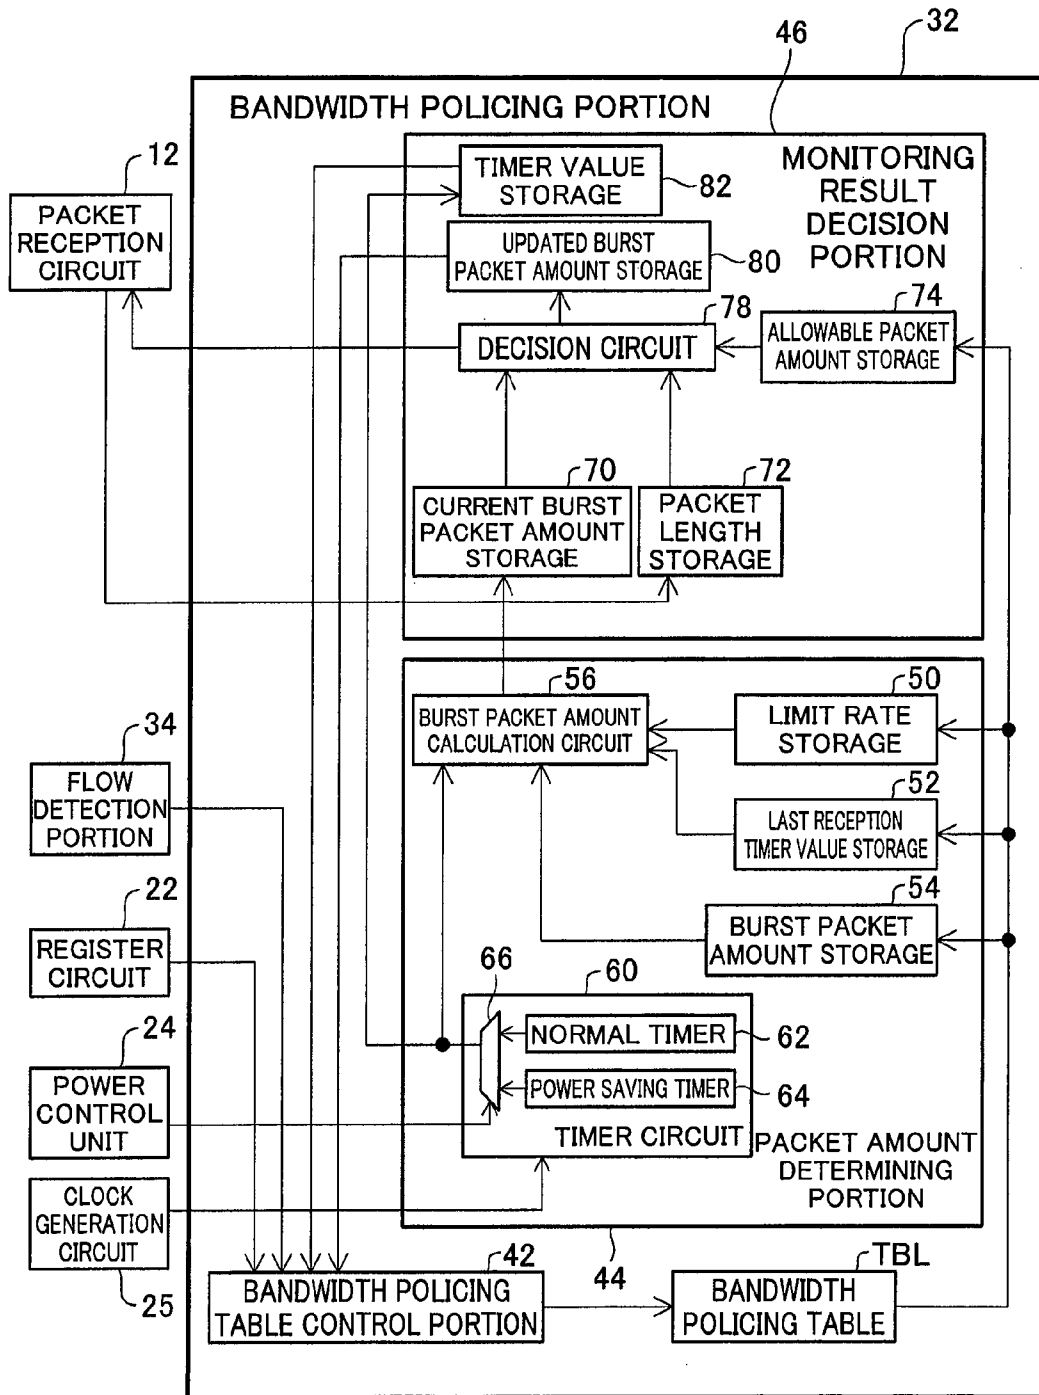 32
46
BANDWIDTH POLICING PORTION
12
PACKET
RECEPTION
CIRCUIT
TIMER VALUE
STORAGE
82
MONITORING
RESULT
DECISION
PORTION
UPDATED BURST
PACKET AMOUNT STORAGE
80
78
74
DECISION CIRCUIT
ALLOWABLE PACKET
AMOUNT STORAGE
70
72
CURRENT BURST
PACKET AMOUNT
STORAGE
PACKET
LENGTH
STORAGE
56
50
BURST PACKET AMOUNT
CALCULATION CIRCUIT
LIMIT RATE
STORAGE
34
FLOW
DETECTION
PORTION
52
LAST RECEPTION
TIMER VALUE STORAGE
22
REGISTER
CIRCUIT
54
BURST PACKET
AMOUNT STORAGE
66
60
NORMAL TIMER
62
24
POWER
CONTROL
UNIT
POWER SAVING TIMER
64
TIMER CIRCUIT
PACKET AMOUNT
DETERMINING
PORTION
CLOCK
GENERATION
CIRCUIT
25
42
44
TBL
BANDWIDTH POLICING
TABLE CONTROL PORTION
BANDWIDTH
POLICING TABLE